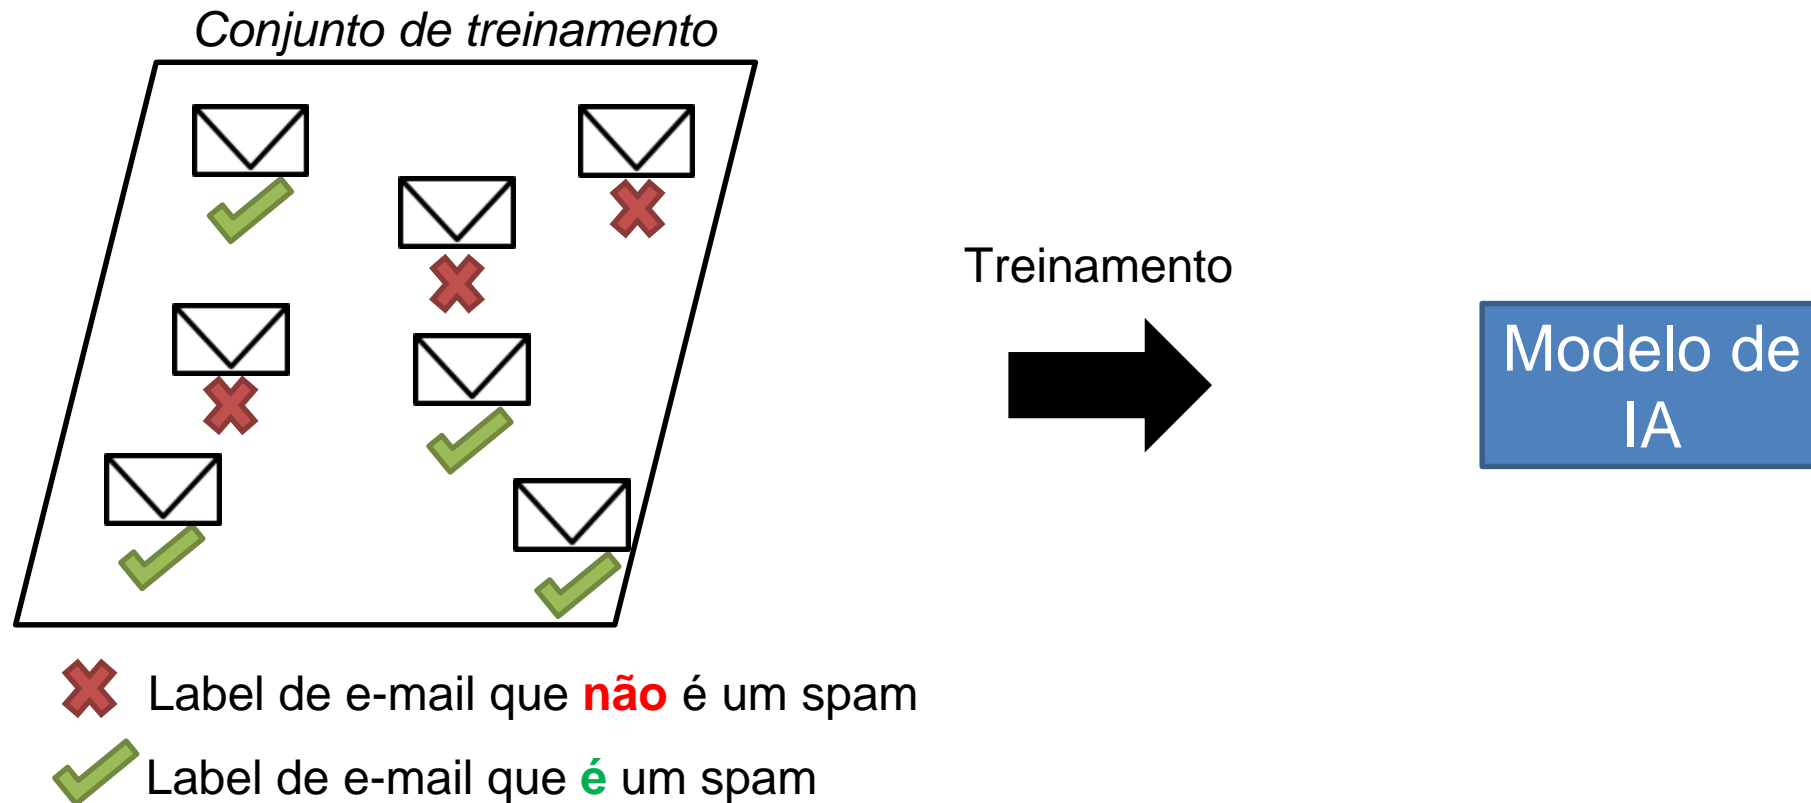 Conjunto de treinamento
Treinamento
Modelo de
IA
Label de e-mail que não é um spam
Label de e-mail que é um spam